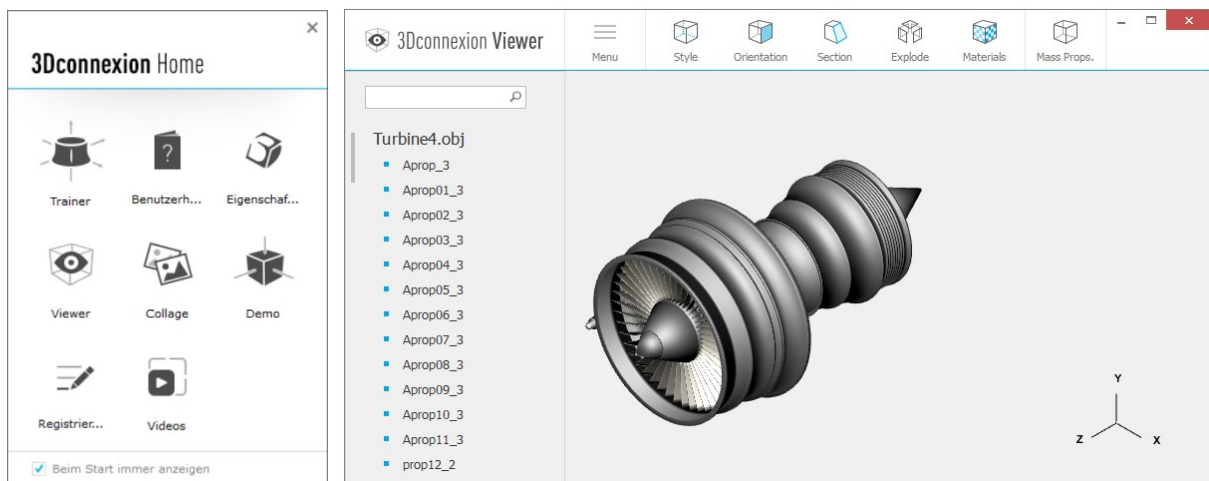 3Dconnexion Home
Trainer
Benutzerh...
Eigenschaf...
Viewer
Collage
Demo
Registrier...
Videos
Beim Start immer anzeigen
3Dconnexion Viewer
Menu
Style
Orientation
Section
Explode
Materials
Mass Props.
Turbine4.obj
Aprop_3
Aprop01_3
Aprop02_3
Aprop03_3
Aprop04_3
Aprop05_3
Aprop06_3
Aprop07_3
Aprop08_3
Aprop09_3
Aprop10_3
Aprop11_3
prop12_2
Y
Z
X